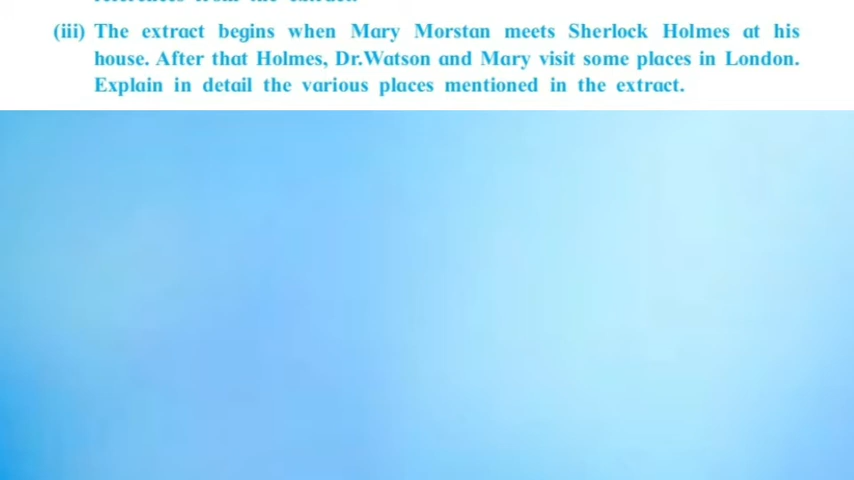 (iii) The extract begins when Mary Morstan meets Sherlock Holmes at his
house. After that Holmes, Dr.Watson and Mary visit some places in London.
Explain in detail the various places mentioned in the extract.